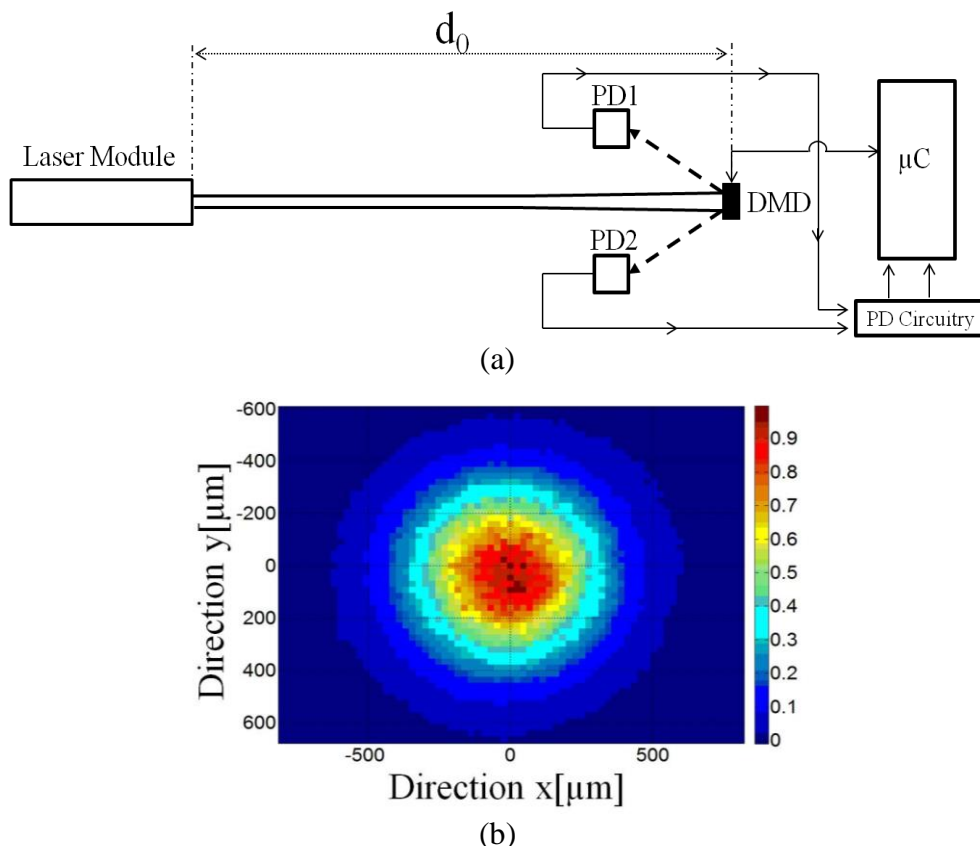 d0
PD1
Laser Module
µC
DMD
PD2
PD Circuitry
(a)
-600
-400
-200
0
200
400
600
Direction y[µm]
-500
0
500
Direction x[µm]
0.9
0.8
0.7
0.6
0.5
0.4
0.3
0.2
0.1
0
(b)